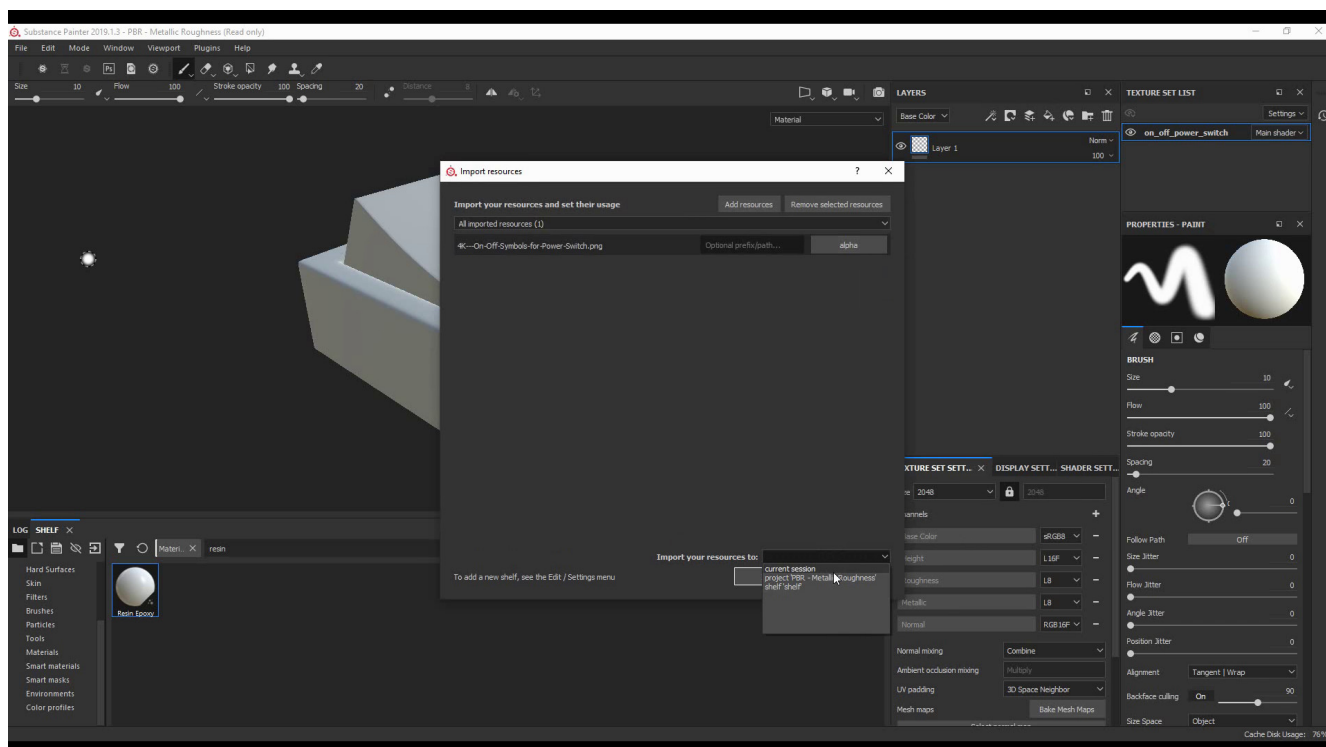 Substance Painter 2019.1.3 - PBR - Metallic Roughness (Read only)
File Edit Mode Window Viewport Plugins Help
Size 10 Flow 100 Stroke opacity 100 Spacing 20 Distance 8
Material
LAYERS
Base Color
Layer 1
Norm
100
TEXTURE SET LIST
Settings
on_off_power_switch Main shader
Import resources
Import your resources and set their usage Add resources Remove selected resources
All imported resources (1)
4K---On-Off-Symbols-for-Power-Switch.png Optional prefix/path... alpha
Import your resources to:
current session
project 'PBR - Metallic Roughness'
shelf 'shelf'
To add a new shelf, see the Edit / Settings menu
PROPERTIES - PAINT
BRUSH
Size 10
Flow 100
Stroke opacity 100
Spacing 20
Angle 0
Follow Path Off
Size Jitter 0
Flow Jitter 0
Angle Jitter 0
Position Jitter 0
Alignment Tangent | Wrap
Backface culling On 90
Size Space Object
XTURE SET SETT... DISPLAY SETT... SHADER SETT...
ze 2048 2048
annels
ase Color sRGB8
eight L16F
oughness L8
Metallic L8
Normal RGB16F
Normal mixing Combine
Ambient occlusion mixing Multiply
UV padding 3D Space Neighbor
Mesh maps Bake Mesh Maps
LOG SHELF
Materi... resin
Hard Surfaces
Skin
Filters
Brushes
Particles
Tools
Materials
Smart materials
Smart masks
Environments
Color profiles
Resin Epoxy
Cache Disk Usage: 76%